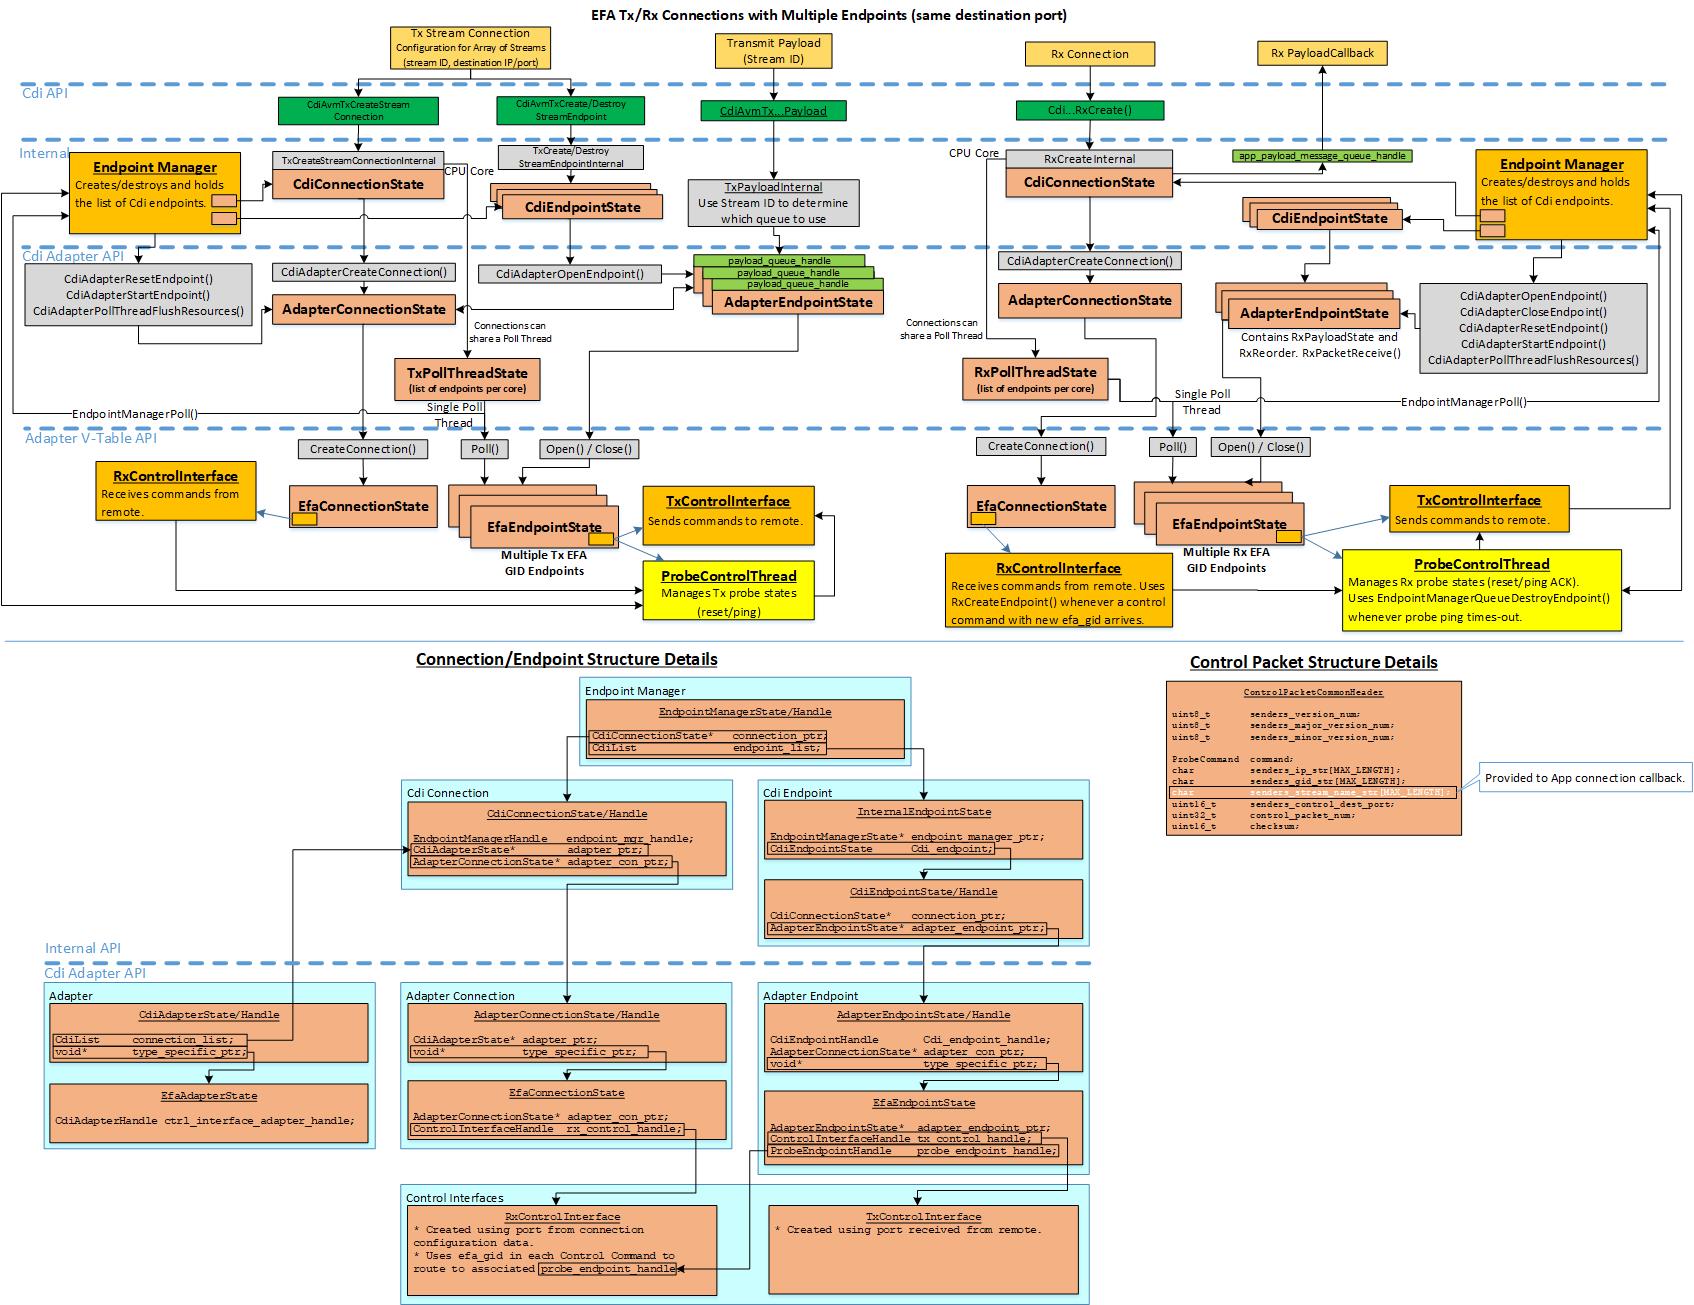 EFA Tx/Rx Connections with Multiple Endpoints (same destination port)
Tx Stream Connection
Configuration for Array of Streams
(stream ID, destination IP/port)
Transmit Payload
(Stream ID)
Rx Connection
Rx PayloadCallback
Cdi API
CdiAvmTxCreateStream
Connection
CdiAvmTxCreate/Destroy
StreamEndpoint
CdiAvmTx...Payload
Cdi...RxCreate()
Internal
Endpoint Manager
Creates/destroys and holds
the list of Cdi endpoints.
TxCreateStreamConnectionInternal
CdiConnectionState
CPU Core
TxCreate/Destroy
StreamEndpointInternal
CdiEndpointState
TxPayloadInternal
Use Stream ID to determine
which queue to use
CPU Core
RxCreateInternal
CdiConnectionState
app_payload_message_queue_handle
CdiEndpointState
Endpoint Manager
Creates/destroys and holds
the list of Cdi endpoints.
Cdi Adapter API
CdiAdapterResetEndpoint()
CdiAdapterStartEndpoint()
CdiAdapterPollThreadFlushResources()
CdiAdapterCreateConnection()
AdapterConnectionState
CdiAdapterOpenEndpoint()
payload_queue_handle
payload_queue_handle
payload_queue_handle
AdapterEndpointState
CdiAdapterCreateConnection()
AdapterConnectionState
AdapterEndpointState
Contains RxPayloadState and
RxReorder. RxPacketReceive()
CdiAdapterOpenEndpoint()
CdiAdapterCloseEndpoint()
CdiAdapterResetEndpoint()
CdiAdapterStartEndpoint()
CdiAdapterPollThreadFlushResources()
Connections can
share a Poll Thread
TxPollThreadState
(list of endpoints per core)
Connections can
share a Poll Thread
RxPollThreadState
(list of endpoints per core)
EndpointManagerPoll()
Single Poll
Thread
Single Poll
Thread
EndpointManagerPoll()
Adapter V-Table API
CreateConnection()
Poll()
Open() / Close()
CreateConnection()
Poll()
Open() / Close()
RxControlInterface
Receives commands from
remote.
EfaConnectionState
EfaEndpointState
Multiple Tx EFA
GID Endpoints
TxControlInterface
Sends commands to remote.
ProbeControlThread
Manages Tx probe states
(reset/ping)
EfaConnectionState
RxControlInterface
Receives commands from remote. Uses
RxCreateEndpoint() whenever a control
command with new efa_gid arrives.
EfaEndpointState
Multiple Rx EFA
GID Endpoints
TxControlInterface
Sends commands to remote.
ProbeControlThread
Manages Rx probe states (reset/ping ACK).
Uses EndpointManagerQueueDestroyEndpoint()
whenever probe ping times-out.
Connection/Endpoint Structure Details
Control Packet Structure Details
Endpoint Manager
EndpointManagerState/Handle
CdiConnectionState* connection_ptr;
CdiList endpoint_list;
ControlPacketCommonHeader
uint8_t senders_version_num;
uint8_t senders_major_version_num;
uint8_t senders_minor_version_num;
ProbeCommand command;
char senders_ip_str[MAX_LENGTH];
char senders_gid_str[MAX_LENGTH];
char senders_stream_name_str[MAX_LENGTH];
uint16_t senders_control_dest_port;
uint32_t control_packet_num;
uint16_t checksum;
Provided to App connection callback.
Cdi Connection
CdiConnectionState/Handle
EndpointManagerHandle endpoint_mgr_handle;
CdiAdapterState* adapter_ptr;
AdapterConnectionState* adapter_con_ptr;
Cdi Endpoint
InternalEndpointState
EndpointManagerState* endpoint_manager_ptr;
CdiEndpointState Cdi_endpoint;
CdiEndpointState/Handle
CdiConnectionState* connection_ptr;
AdapterEndpointState* adapter_endpoint_ptr;
Internal API
Cdi Adapter API
Adapter
CdiAdapterState/Handle
CdiList connection_list;
void* type_specific_ptr;
EfaAdapterState
CdiAdapterHandle ctrl_interface_adapter_handle;
Adapter Connection
AdapterConnectionState/Handle
CdiAdapterState* adapter_ptr;
void* type_specific_ptr;
EfaConnectionState
AdapterConnectionState* adapter_con_ptr;
ControlInterfaceHandle rx_control_handle;
Adapter Endpoint
AdapterEndpointState/Handle
CdiEndpointHandle Cdi_endpoint_handle;
AdapterConnectionState* adapter_con_ptr;
void* type_specific_ptr;
EfaEndpointState
AdapterEndpointState* adapter_endpoint_ptr;
ControlInterfaceHandle tx_control_handle;
ProbeEndpointHandle probe_endpoint_handle;
Control Interfaces
RxControlInterface
* Created using port from connection
configuration data.
* Uses efa_gid in each Control Command to
route to associated probe_endpoint_handle
TxControlInterface
* Created using port received from remote.